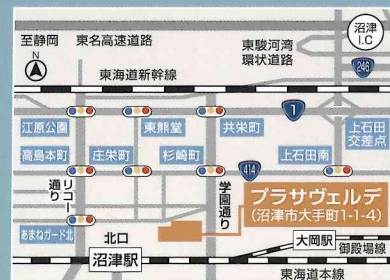 至静岡
東名高速道路
沼津
I.C
東駿河湾
環状道路
246
N
東海道新幹線
1
江原公園
東熊堂
共栄町
上石田
交差点
高島本町
庄栄町
杉崎町
414
上石田南
リコー通り
学園通り
プラサヴェルデ
(沼津市大手町1-1-4)
あまねガード北
北口
大岡駅
御殿場線
沼津駅
東海道本線